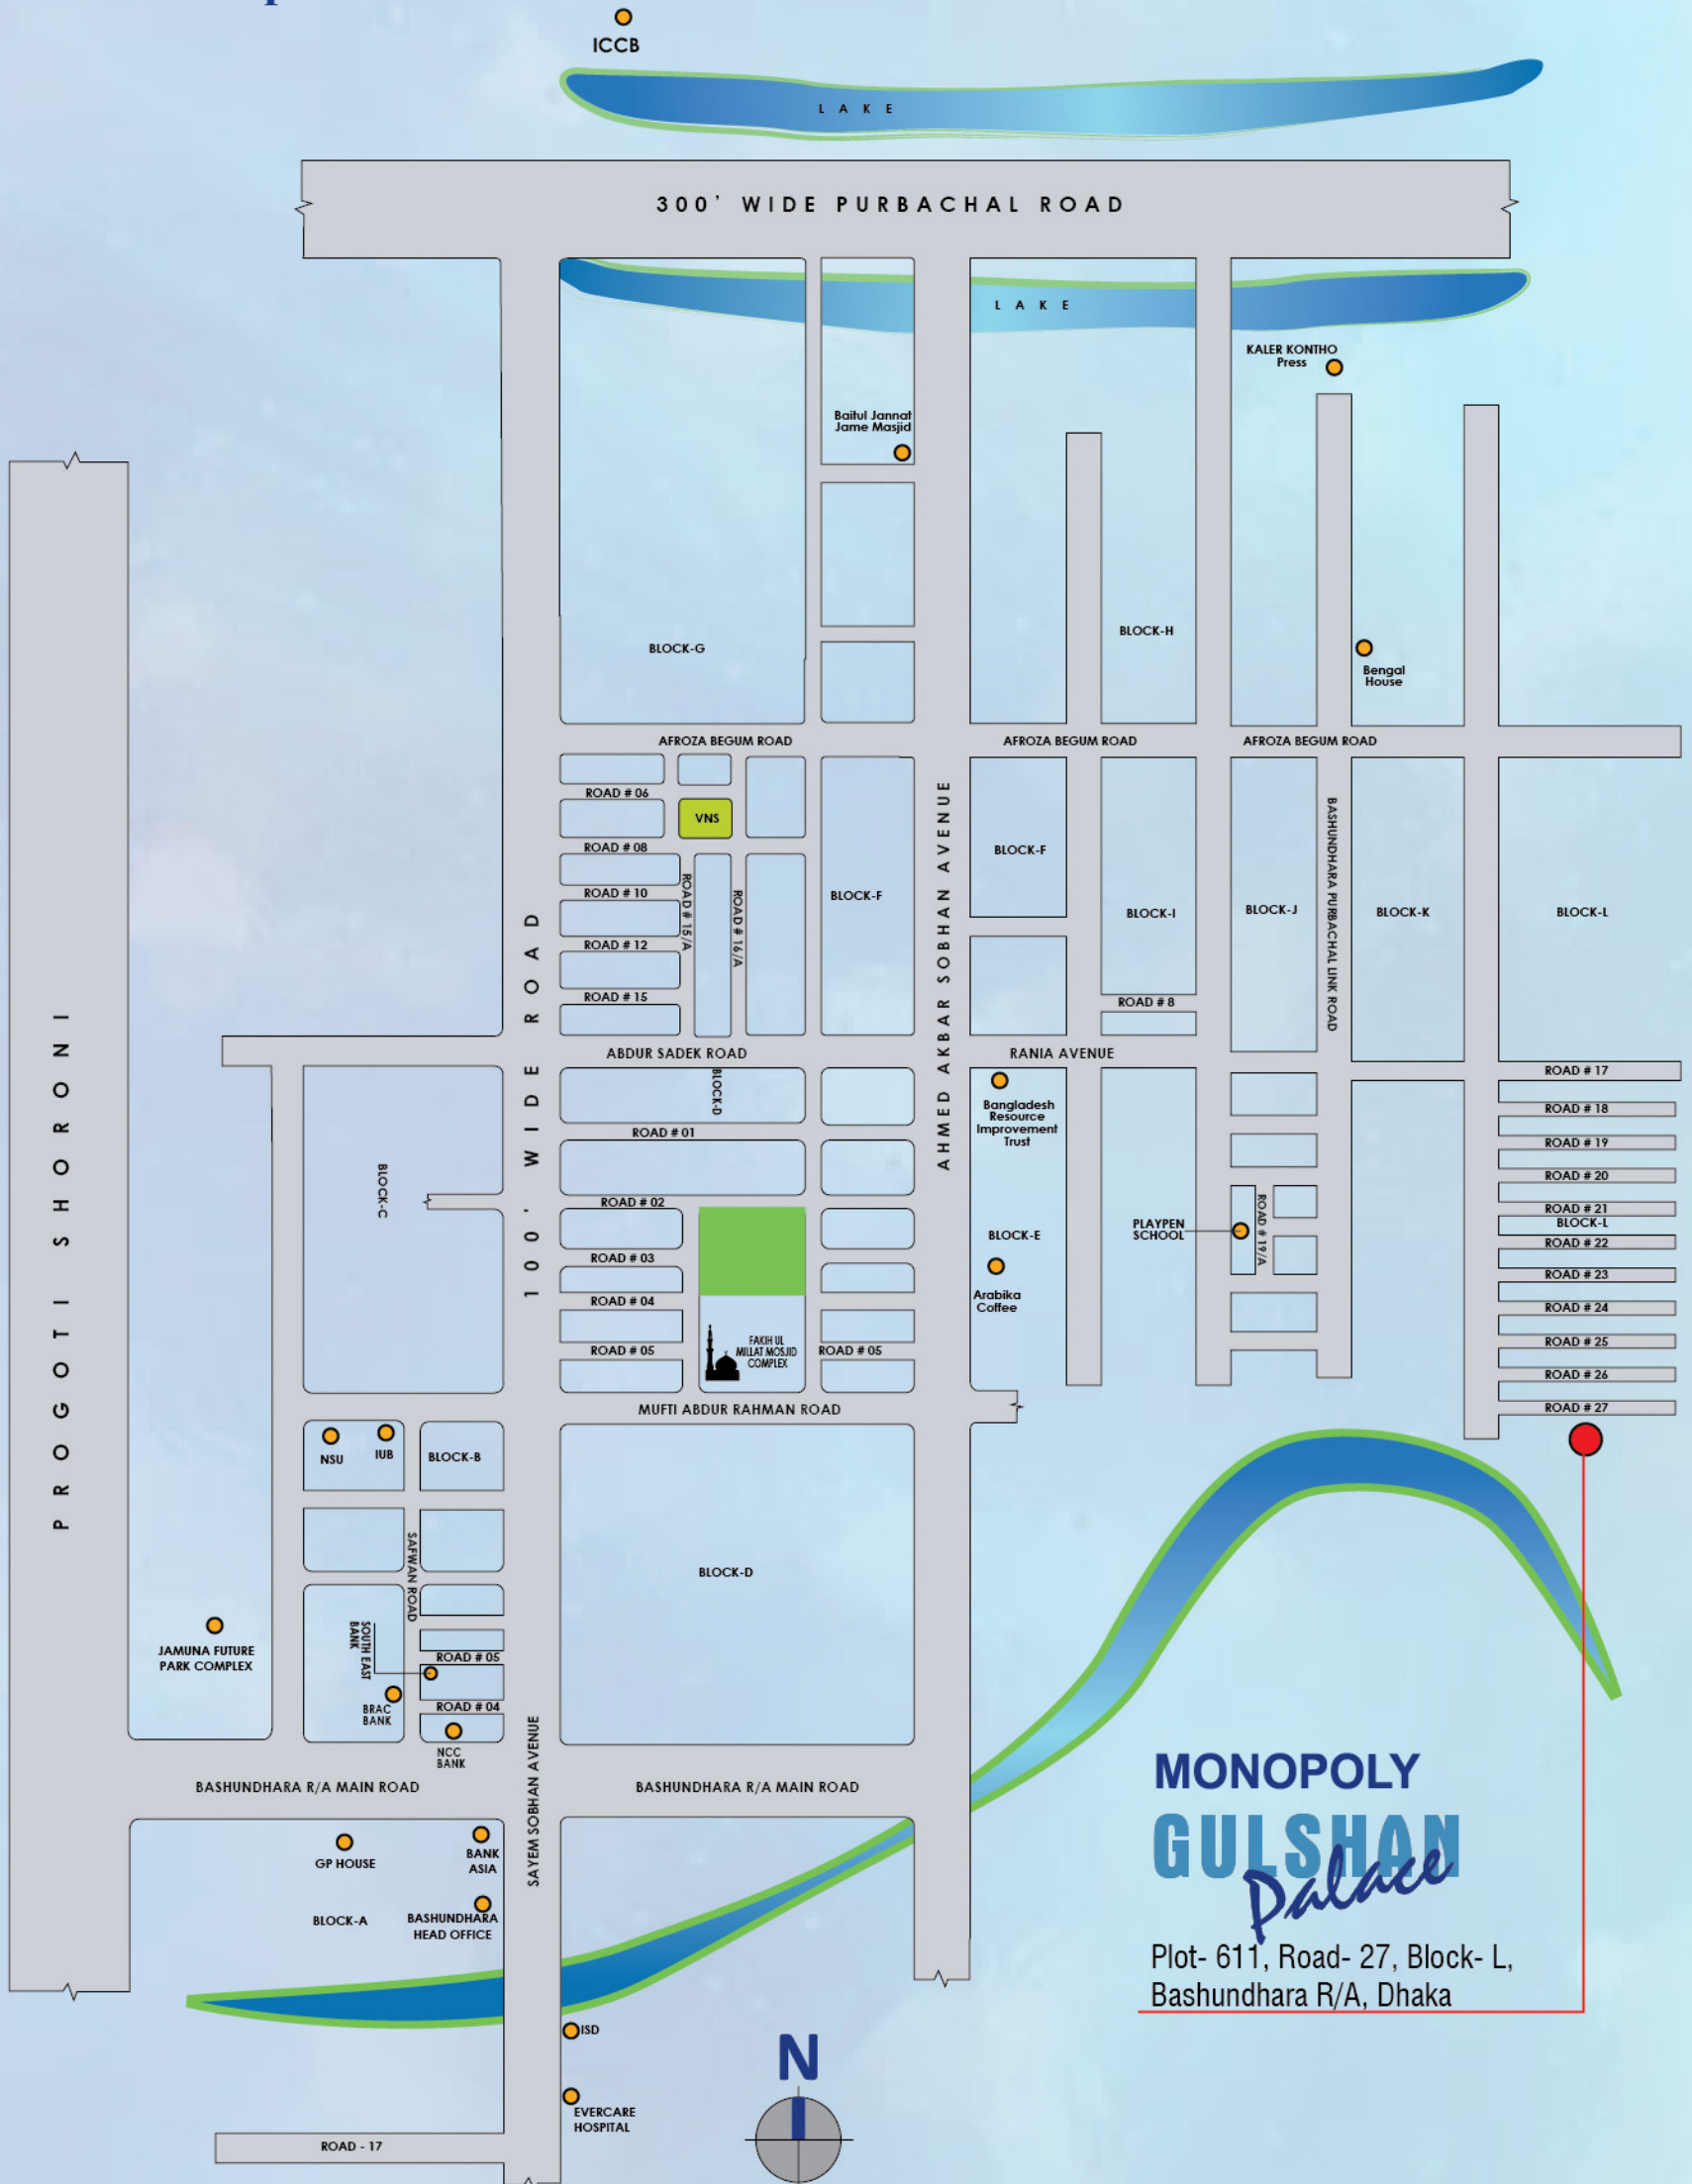 ICCB
LAKE
300' WIDE PURBACHAL ROAD
LAKE
KALER KONTHO
Press
Baitul Jannat
Jame Masjid
BLOCK-H
BLOCK-G
Bengal
House
AFROZA BEGUM ROAD
AFROZA BEGUM ROAD
AFROZA BEGUM ROAD
ROAD # 06
VNS
ROAD # 08
ROAD # 10
ROAD # 12
ROAD # 15
ROAD # 15/A
ROAD # 16/A
BLOCK-F
AHMED AKBAR SOBHAN AVENUE
BLOCK-F
BLOCK-I
ROAD # 8
BLOCK-J
BASHUNDHARA PURBACHAL LINK ROAD
BLOCK-K
BLOCK-L
100' WIDE ROAD
PROGOTI SHORONI
ABDUR SADEK ROAD
RANIA AVENUE
BLOCK-D
ROAD # 01
ROAD # 02
ROAD # 03
ROAD # 04
ROAD # 05
FAKIH UL
MILLAT MOSJID
COMPLEX
ROAD # 05
BLOCK-C
Bangladesh
Resource
Improvement
Trust
BLOCK-E
Arabika
Coffee
PLAYPEN
SCHOOL
ROAD # 19/A
ROAD # 17
ROAD # 18
ROAD # 19
ROAD # 20
ROAD # 21
BLOCK-L
ROAD # 22
ROAD # 23
ROAD # 24
ROAD # 25
ROAD # 26
ROAD # 27
MUFTI ABDUR RAHMAN ROAD
NSU
IUB
BLOCK-B
SAFWAN ROAD
BLOCK-D
JAMUNA FUTURE
PARK COMPLEX
SOUTH EAST
BANK
ROAD # 05
BRAC
BANK
ROAD # 04
NCC
BANK
BASHUNDHARA R/A MAIN ROAD
SAYEM SOBHAN AVENUE
BASHUNDHARA R/A MAIN ROAD
GP HOUSE
BANK
ASIA
BLOCK-A
BASHUNDHARA
HEAD OFFICE
MONOPOLY
GULSHAN
Palace
Plot- 611, Road- 27, Block- L,
Bashundhara R/A, Dhaka
ISD
N
EVERCARE
HOSPITAL
ROAD - 17